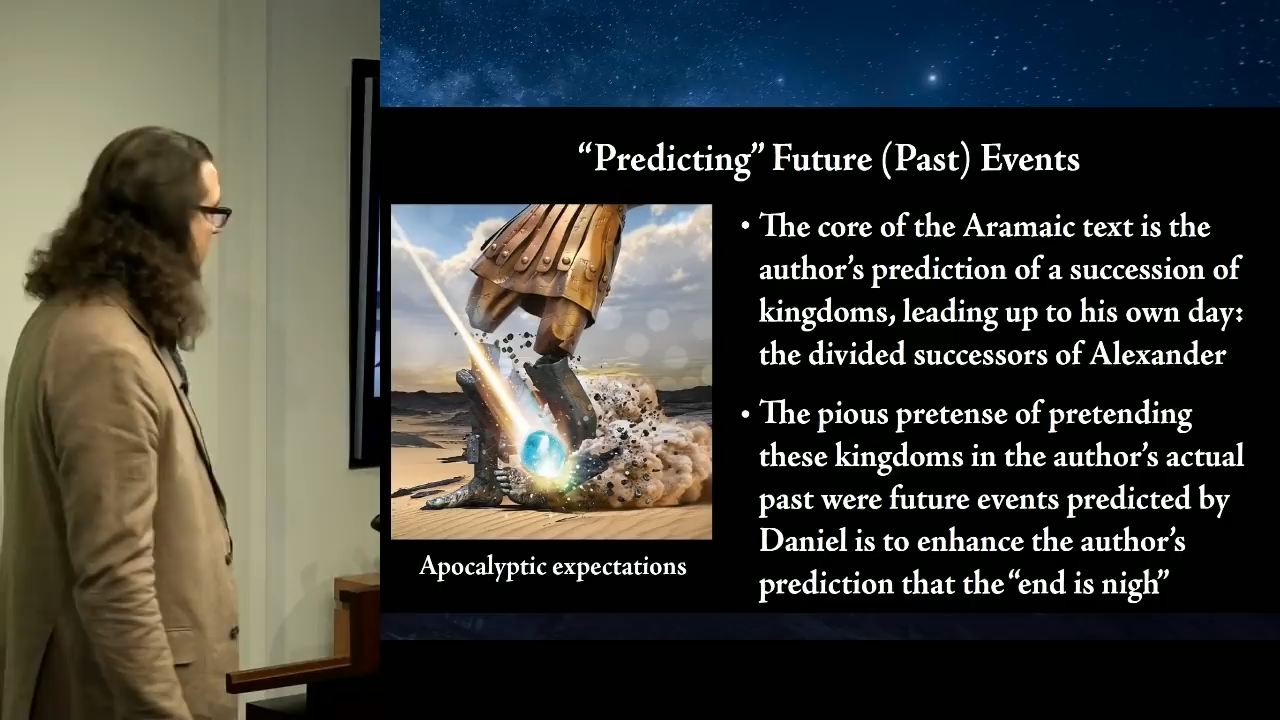 “Predicting” Future (Past) Events
• The core of the Aramaic text is the
author’s prediction of a succession of
kingdoms, leading up to his own day:
the divided successors of Alexander
• The pious pretense of pretending
these kingdoms in the author’s actual
past were future events predicted by
Daniel is to enhance the author’s
prediction that the “end is nigh”
Apocalyptic expectations